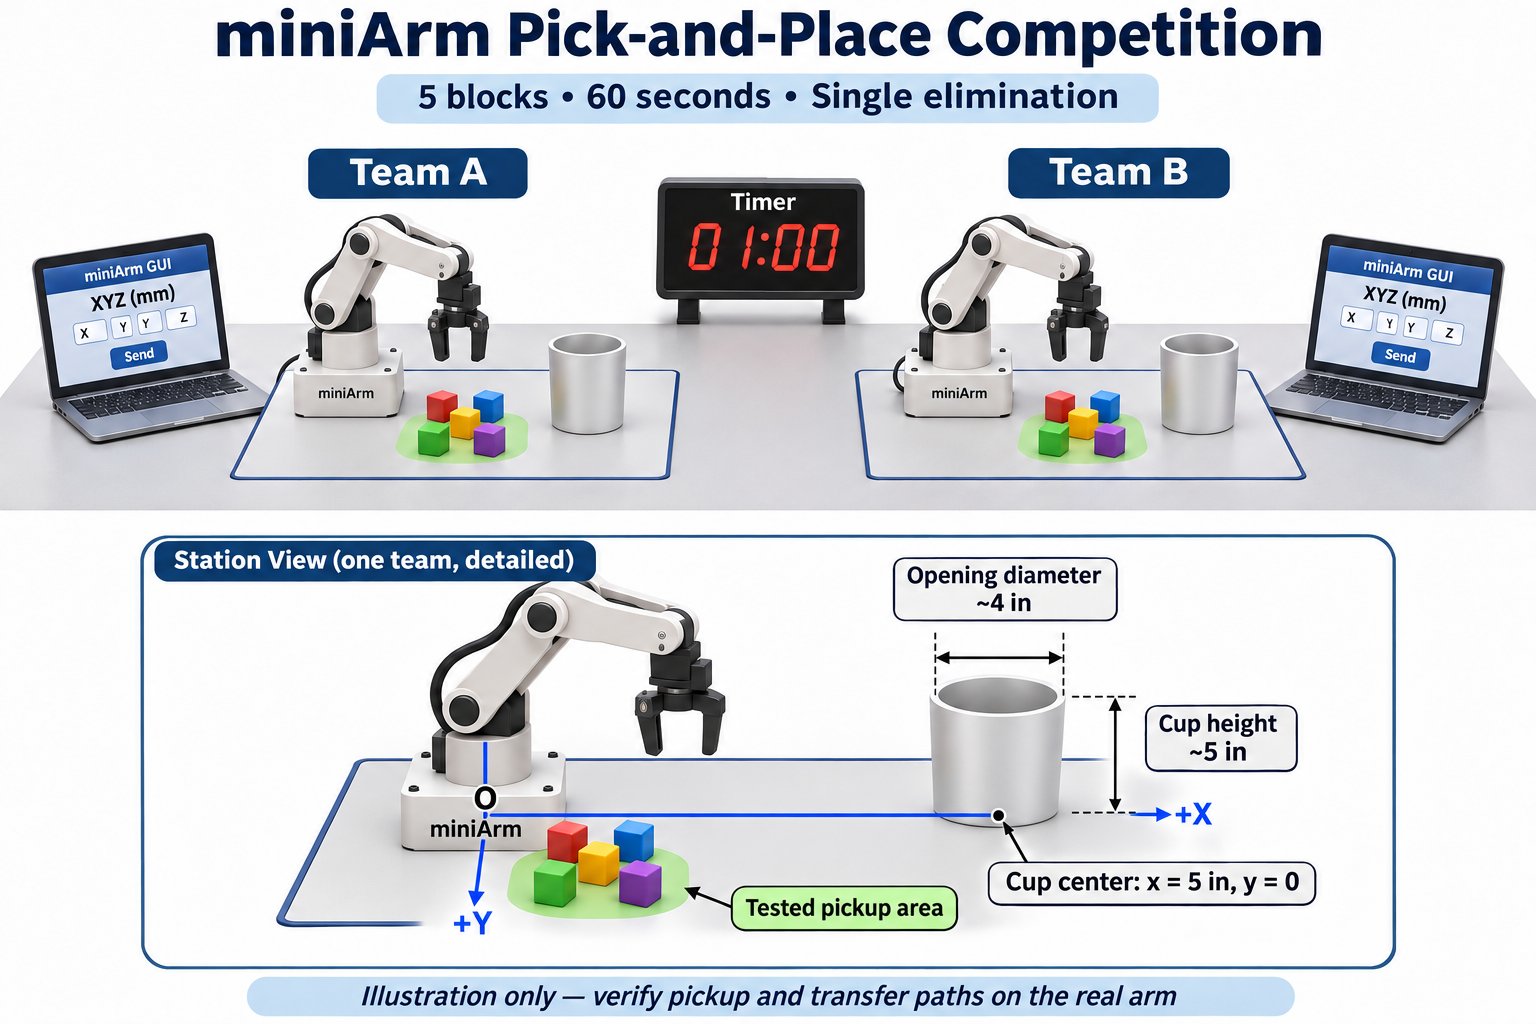 miniArm Pick-and-Place Competition
5 blocks • 60 seconds • Single elimination
Team A
Team B
Timer
01:00
miniArm GUI
XYZ (mm)
X Y Y Z
Send
miniArm
miniArm
miniArm GUI
XYZ (mm)
X Y Y Z
Send
Station View (one team, detailed)
Opening diameter
~4 in
Cup height
~5 in
O
miniArm
+X
+Y
Cup center: x = 5 in, y = 0
Tested pickup area
Illustration only — verify pickup and transfer paths on the real arm